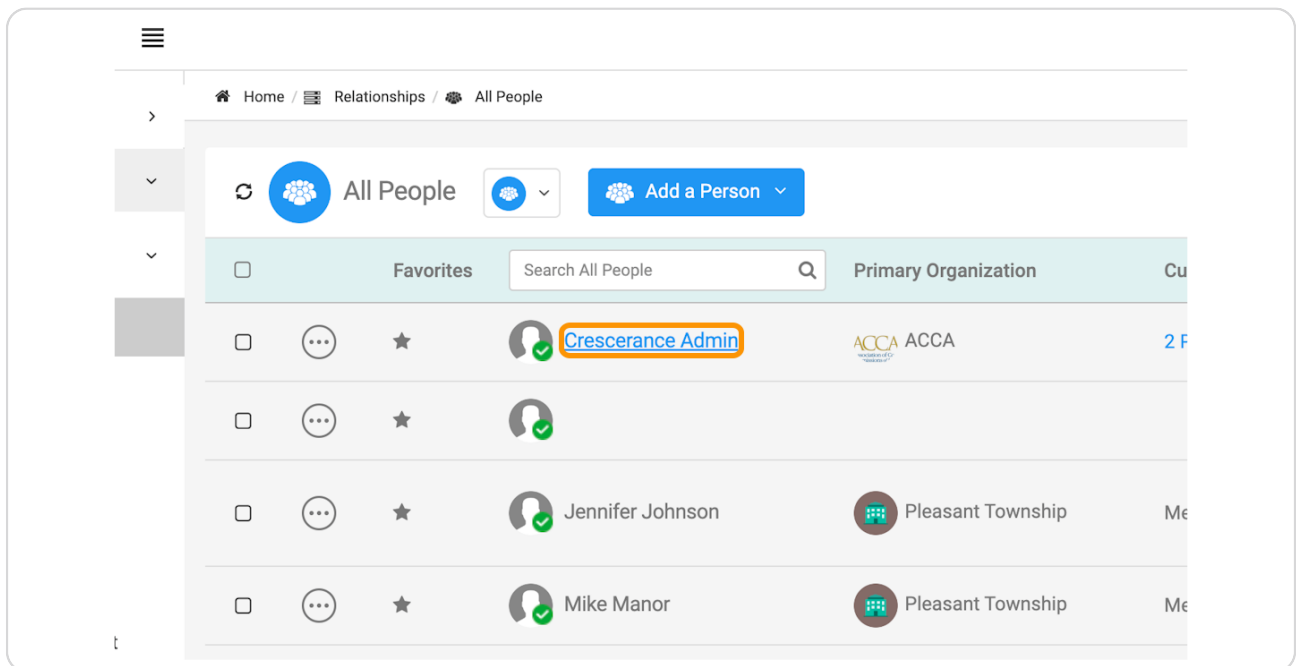 Home / Relationships / All People
All People
Add a Person
Favorites
Search All People
Primary Organization
Cu
Crescerance Admin
ACCA
ACCA
2 F
Jennifer Johnson
Pleasant Township
Me
Mike Manor
Pleasant Township
Me
t